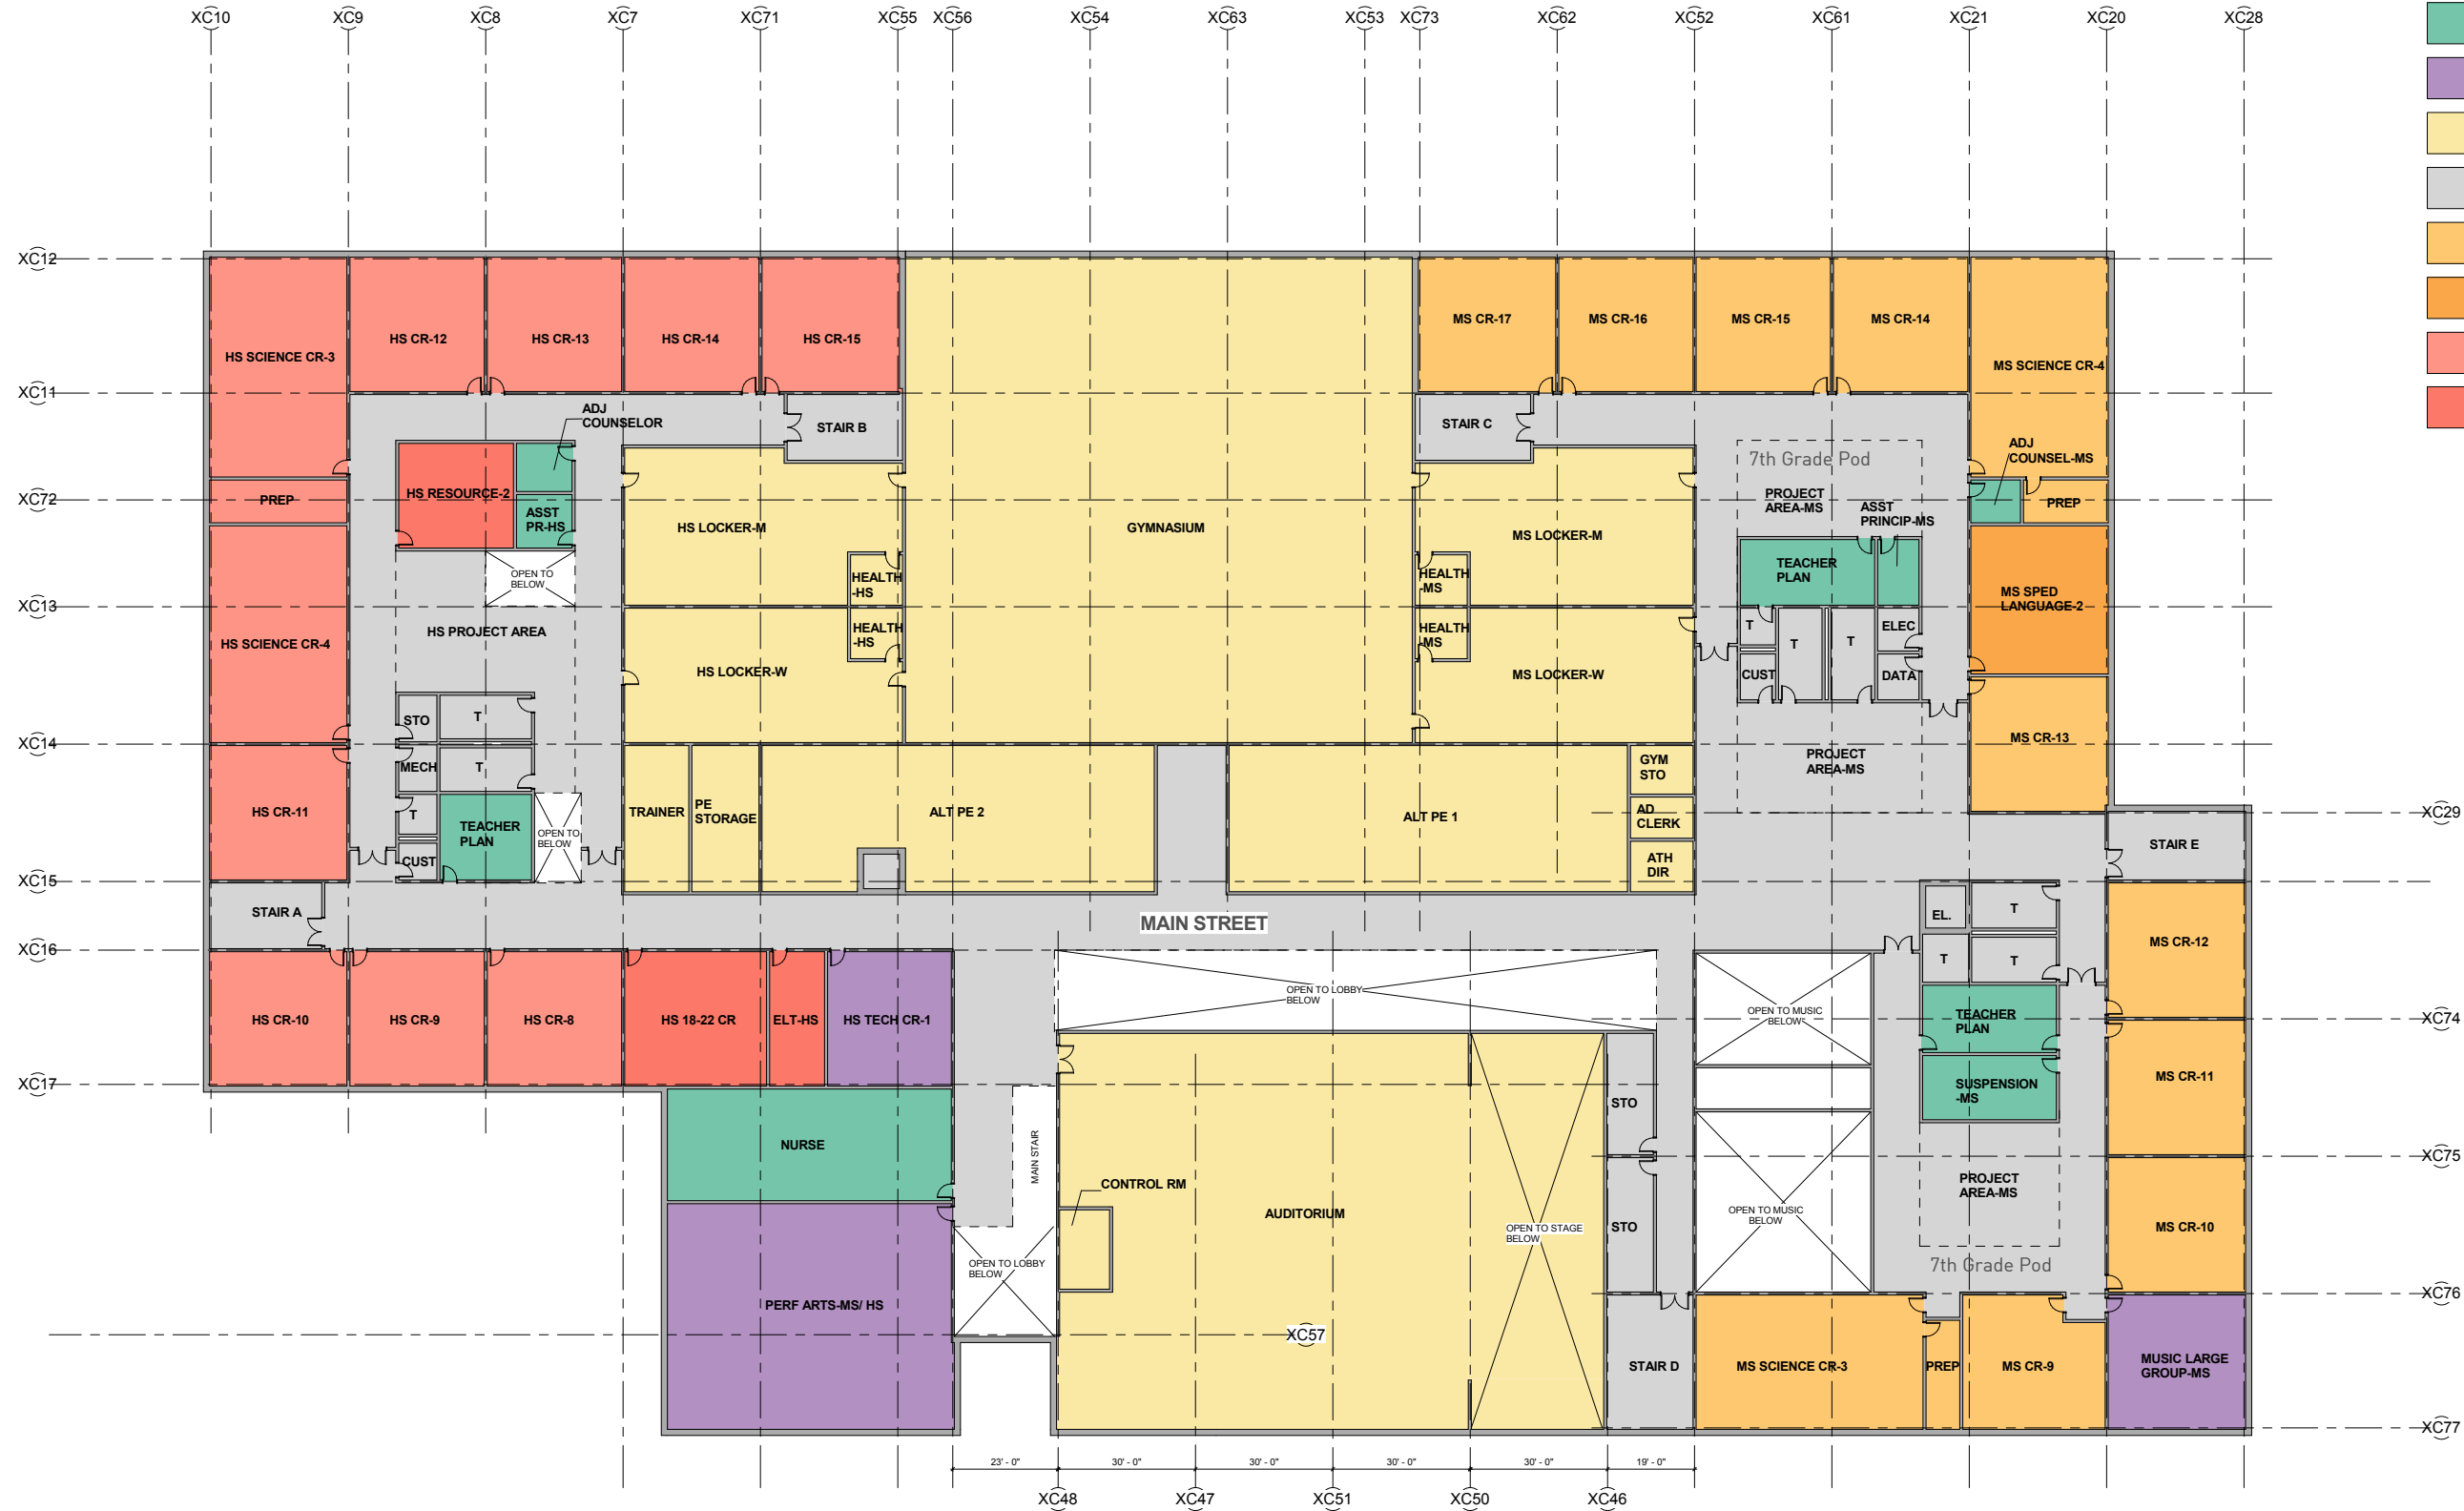 XC10 XC9 XC8 XC7 XC71 XC55 XC56 XC54 XC63 XC53 XC73 XC62 XC52 XC61 XC21 XC20 XC28
XC12
HS CR-12
HS CR-13
HS CR-14
HS CR-15
MS CR-17
MS CR-16
MS CR-15
MS CR-14
HS SCIENCE CR-3
MS SCIENCE CR-4
XC11
ADJ
COUNSELOR
STAIR B
STAIR C
ADJ
COUNSEL-MS
7th Grade Pod
HS RESOURCE-2
PREP
XC72
ASST
PR-HS
HS LOCKER-M
GYMNASIUM
MS LOCKER-M
PROJECT
AREA-MS
ASST
PRINCIP-MS
PREP
OPEN TO
BELOW
HEALTH
-HS
HEALTH
-MS
TEACHER
PLAN
MS SPED
LANGUAGE-2
XC13
HS PROJECT AREA
HS SCIENCE CR-4
HEALTH
-HS
HEALTH
-MS
T
T
T
ELEC
HS LOCKER-W
MS LOCKER-W
CUST
DATA
STO
T
XC14
MS CR-13
MECH
T
GYM
STO
PROJECT
AREA-MS
HS CR-11
T
TEACHER
PLAN
OPEN TO
BELOW
TRAINER
PE
STORAGE
ALT PE 2
ALT PE 1
AD
CLERK
XC29
CUST
ATH
DIR
STAIR E
XC15
STAIR A
MAIN STREET
EL.
T
XC16
T
T
MS CR-12
OPEN TO LOBBY
BELOW
HS CR-10
HS CR-9
HS CR-8
HS 18-22 CR
ELT-HS
HS TECH CR-1
OPEN TO MUSIC
BELOW
TEACHER
PLAN
XC74
XC17
STO
SUSPENSION
-MS
MS CR-11
NURSE
MAIN STAIR
XC75
CONTROL RM
PROJECT
AREA-MS
AUDITORIUM
OPEN TO STAGE
BELOW
STO
OPEN TO MUSIC
BELOW
MS CR-10
OPEN TO LOBBY
BELOW
7th Grade Pod
XC76
PERF ARTS-MS/ HS
XC57
STAIR D
MS SCIENCE CR-3
PREP
MS CR-9
MUSIC LARGE
GROUP-MS
XC77
23' - 0" 30' - 0" 30' - 0" 30' - 0" 30' - 0" 19' - 0"
XC48 XC47 XC51 XC50 XC46